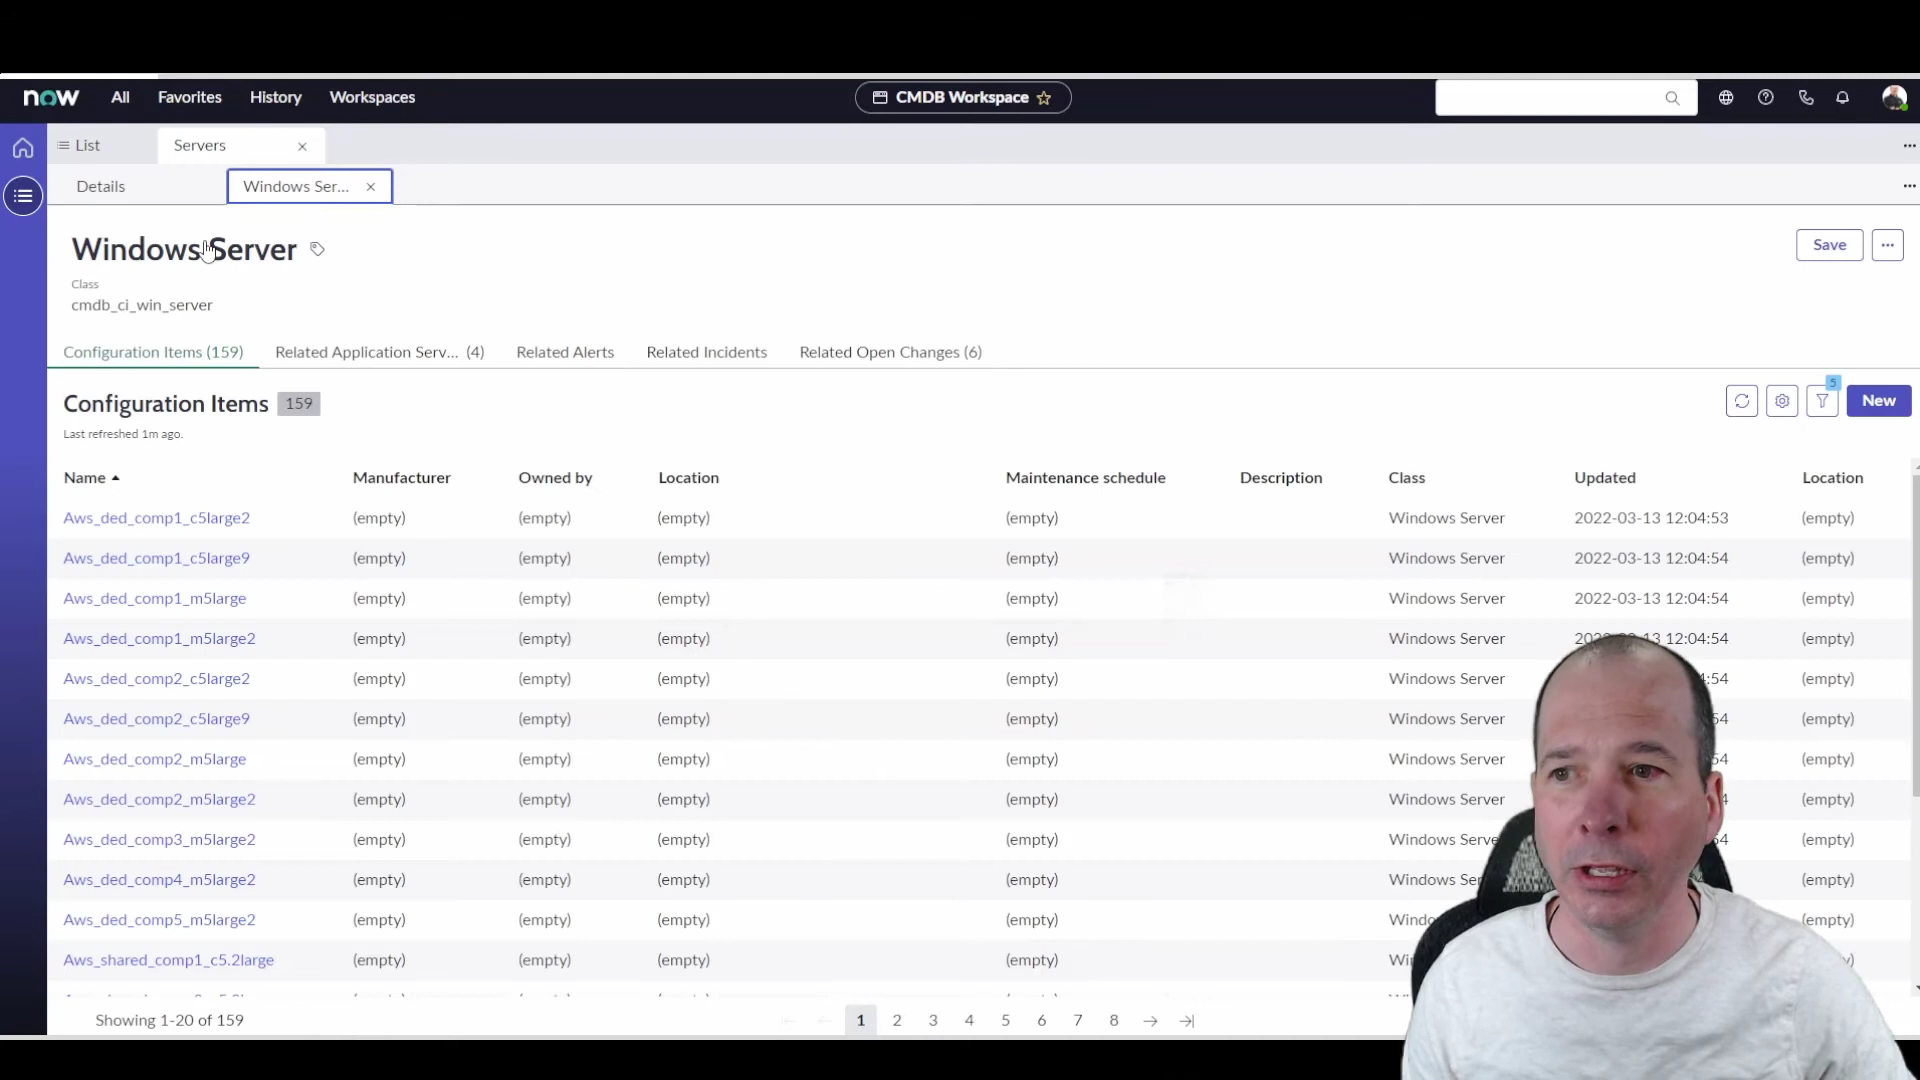 now All Favorites History Workspaces CMDB Workspace
List Servers
Details Windows Ser...
Windows Server
Save
Class
cmdb_ci_win_server
Configuration Items (159) Related Application Serv... (4) Related Alerts Related Incidents Related Open Changes (6)
Configuration Items 159
5
New
Last refreshed 1m ago.
Name Manufacturer Owned by Location Maintenance schedule Description Class Updated Location
Aws_ded_comp1_c5large2 (empty) (empty) (empty) (empty) Windows Server 2022-03-13 12:04:53 (empty)
Aws_ded_comp1_c5large9 (empty) (empty) (empty) (empty) Windows Server 2022-03-13 12:04:54 (empty)
Aws_ded_comp1_m5large (empty) (empty) (empty) (empty) Windows Server 2022-03-13 12:04:54 (empty)
Aws_ded_comp1_m5large2 (empty) (empty) (empty) (empty) Windows Server 12:04:54 (empty)
Aws_ded_comp2_c5large2 (empty) (empty) (empty) (empty) Windows Server (empty)
Aws_ded_comp2_c5large9 (empty) (empty) (empty) (empty) Windows Server (empty)
Aws_ded_comp2_m5large (empty) (empty) (empty) (empty) Windows Server (empty)
Aws_ded_comp2_m5large2 (empty) (empty) (empty) (empty) Windows Server (empty)
Aws_ded_comp3_m5large2 (empty) (empty) (empty) (empty) Windows (empty)
Aws_ded_comp4_m5large2 (empty) (empty) (empty) (empty) Windows (empty)
Aws_ded_comp5_m5large2 (empty) (empty) (empty) (empty) (empty)
Aws_shared_comp1_c5.2large (empty) (empty) (empty) (empty)
Showing 1-20 of 159 1 2 3 4 5 6 7 8